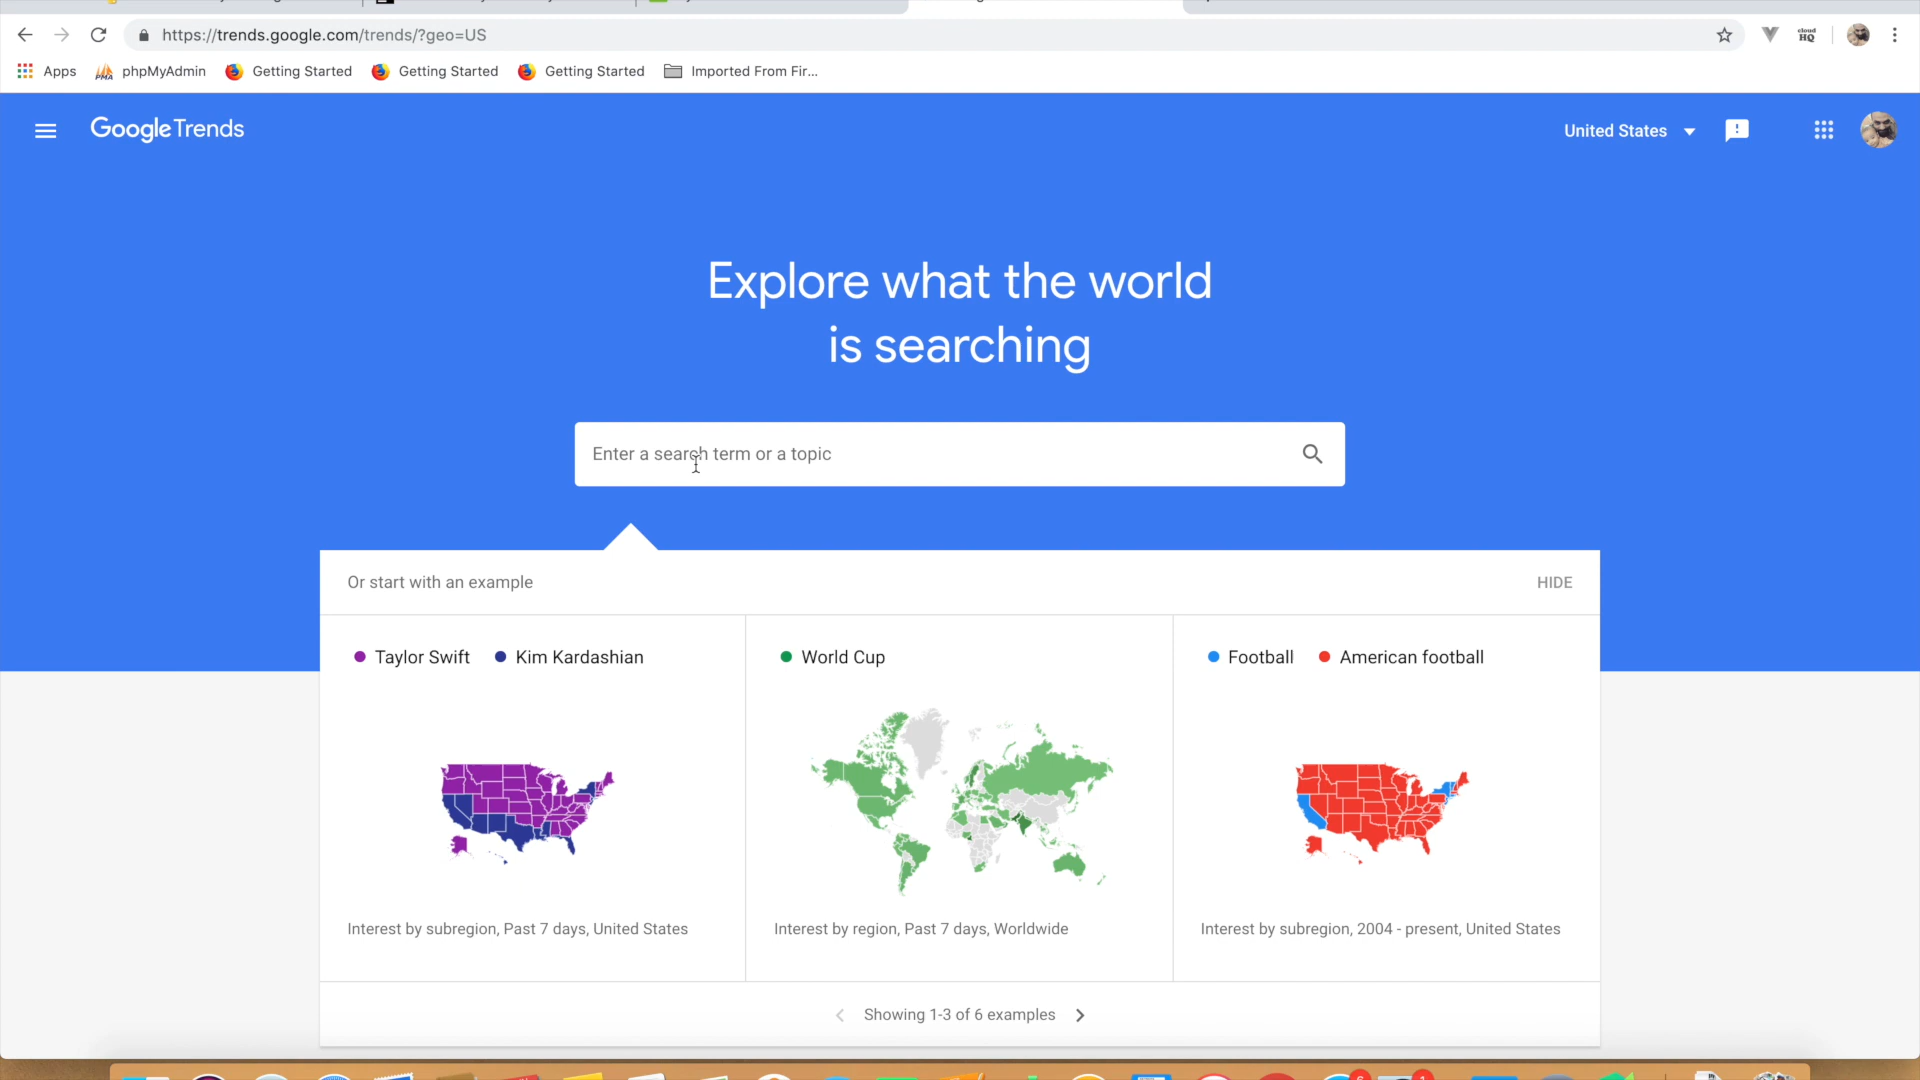 https://trends.google.com/trends/?geo=US
cloud
HQ
Apps
phpMyAdmin
Getting Started
Getting Started
Getting Started
Imported From Fir...
Google Trends
United States
Explore what the world
is searching
Enter a search term or a topic
Or start with an example
HIDE
Taylor Swift
Kim Kardashian
World Cup
Football
American football
Interest by subregion, Past 7 days, United States
Interest by region, Past 7 days, Worldwide
Interest by subregion, 2004 - present, United States
Showing 1-3 of 6 examples